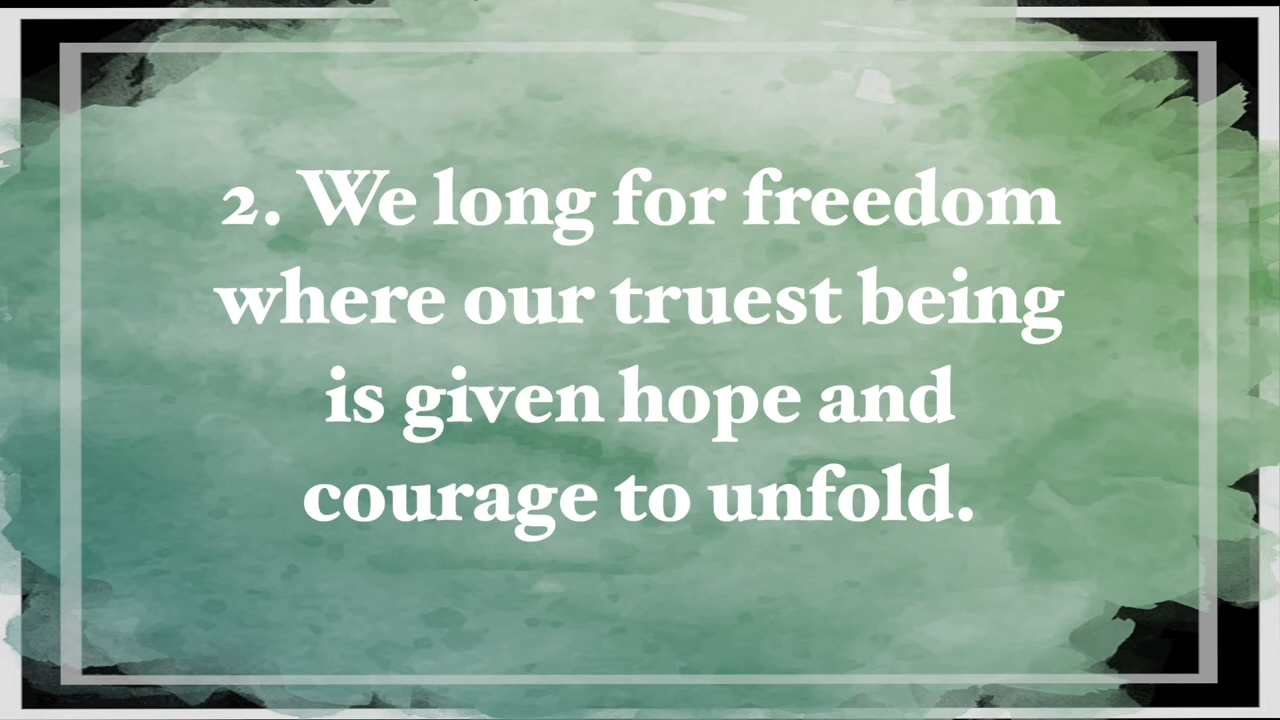 2. We long for freedom
where our truest being
is given hope and
courage to unfold.